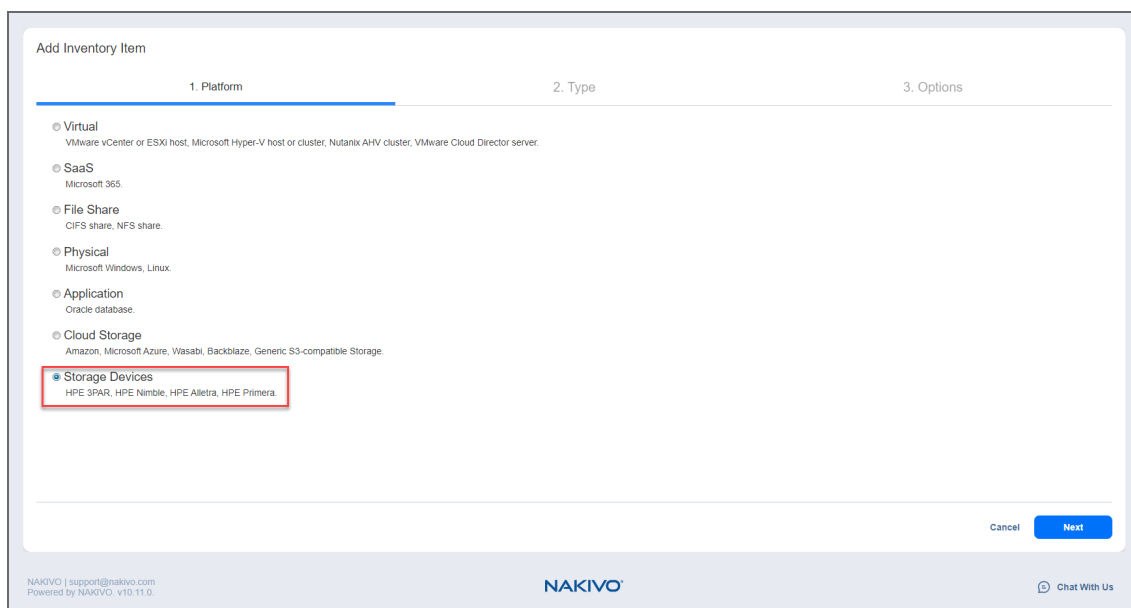 Add Inventory Item
1. Platform
2. Type
3. Options
Virtual
VMware vCenter or ESXi host, Microsoft Hyper-V host or cluster, Nutanix AHV cluster, VMware Cloud Director server.
SaaS
Microsoft 365.
File Share
CIFS share, NFS share.
Physical
Microsoft Windows, Linux.
Application
Oracle database.
Cloud Storage
Amazon, Microsoft Azure, Wasabi, Backblaze, Generic S3-compatible Storage.
Storage Devices
HPE 3PAR, HPE Nimble, HPE Alletra, HPE Primera.
Cancel
Next
NAKIVO | support@nakivo.com
Powered by NAKIVO. v10.11.0.
NAKIVO
Chat With Us